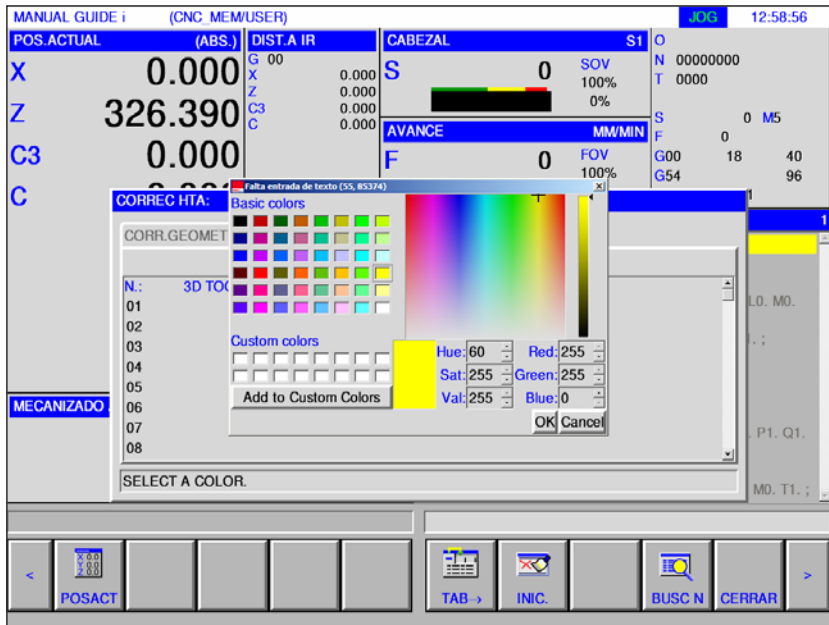 MANUAL GUIDE i (CNC_MEM/USER) JOG 12:58:56
POS.ACTUAL (ABS.) DIST.A IR CABEZAL S1 O
X 0.000 G 00 S 0 SOV N 00000000
X 0.000 100% T 0000
Z 326.390 Z 0.000 0%
C3 0.000 S 0 M5
C 0.000 AVANCE MM/MIN F 0
C3 0.000 F 0 FOV G00 18 40
100% G54 96
C
Falta entrada de texto (55, 85374)
CORREC HTA: Basic colors 1
CORR.GEOMET
N.: 3D TOO
01 L0. M0.
02
03 Custom colors 1. ;
04 Hue: 60 Red: 255
05 Sat: 255 Green: 255
MECANIZADO 06 Add to Custom Colors Val: 255 Blue: 0
07 OK Cancel P1. Q1.
08
SELECT A COLOR. M0. T1. ;
< POSACT TAB→ INIC. BUSC N CERRAR >